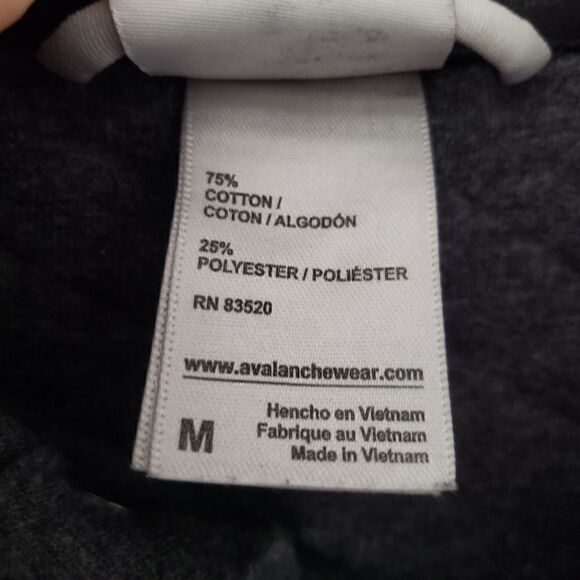 75%
COTTON /
COTON / ALGODÓN
25%
POLYESTER / POLIÉSTER
RN 83520
www.avalanchewear.com
M
Hencho en Vietnam
Fabrique au Vietnam
Made in Vietnam